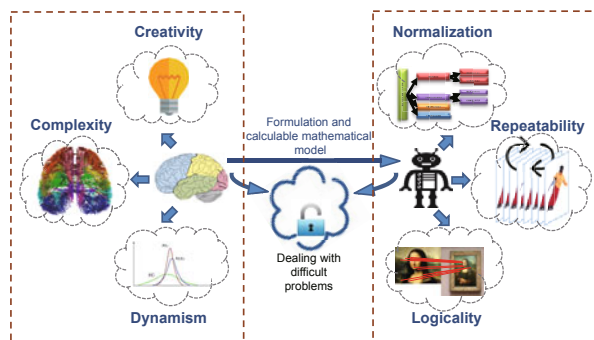 Creativity
Complexity
Dynamism
Formulation and
calculable mathematical
model
Dealing with
difficult
problems
Normalization
Repeatability
Logicality